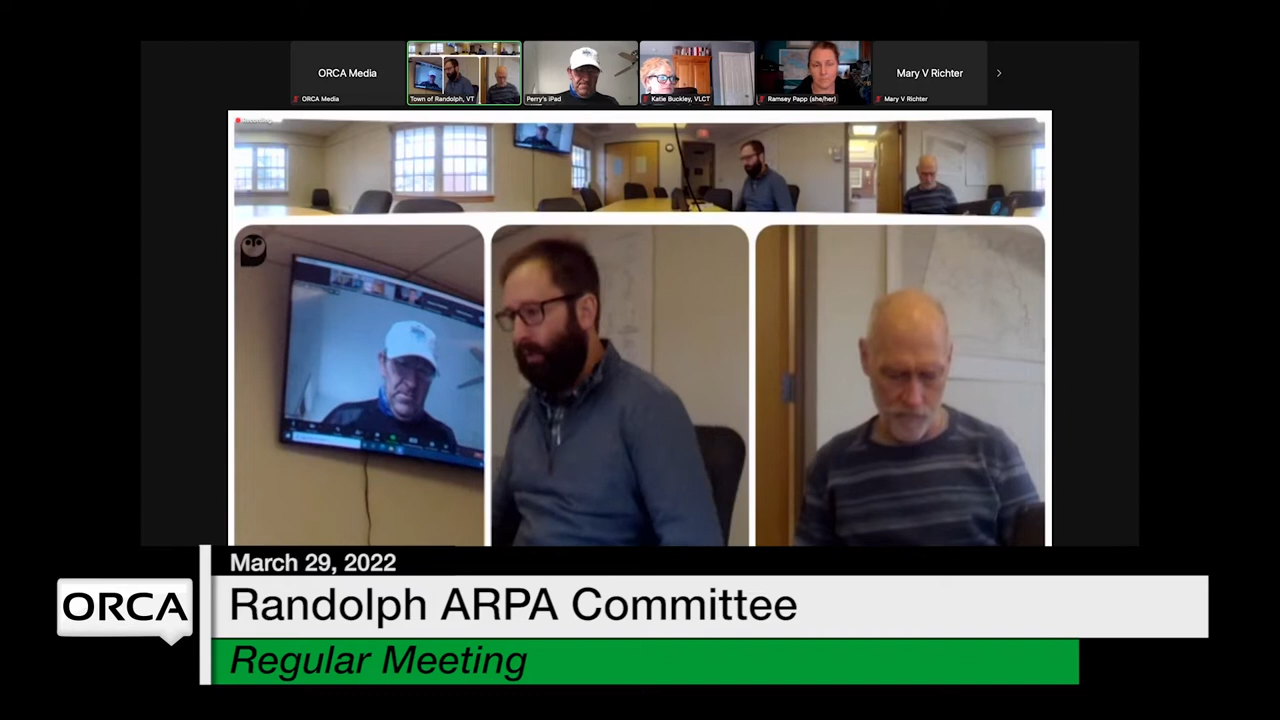 ORCA Media
Mary V Richter
ORCA Media
Town of Randolph, VT
Perry's iPad
Katie Buckley, VLCT
Ramsey Papp (she/her)
Mary V Richter
Recording
March 29, 2022
ORCA
Randolph ARPA Committee
Regular Meeting